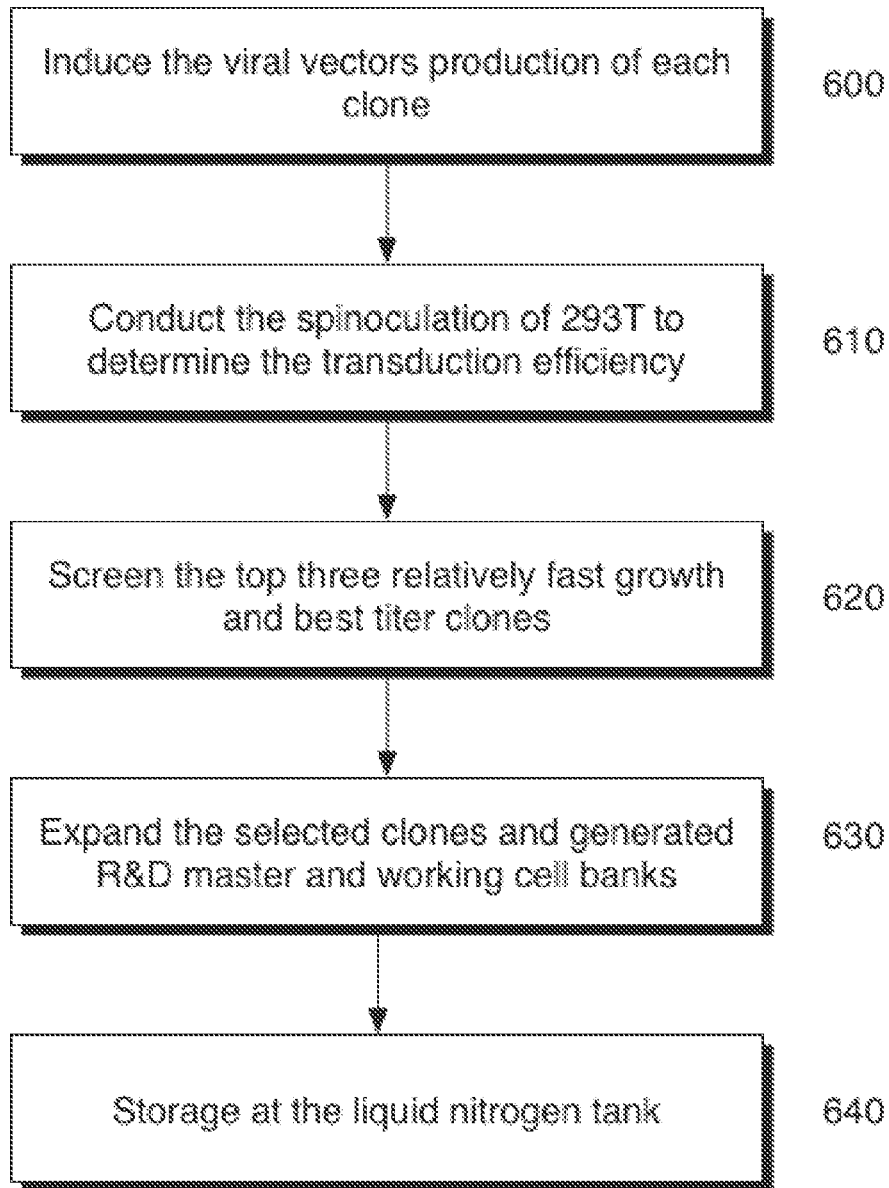 Induce the viral vectors production of each
clone
600
Conduct the spinoculation of 293T to
determine the transduction efficiency
610
Screen the top three relatively fast growth
and best titer clones
620
Expand the selected clones and generated
R&D master and working cell banks
630
Storage at the liquid nitrogen tank
640